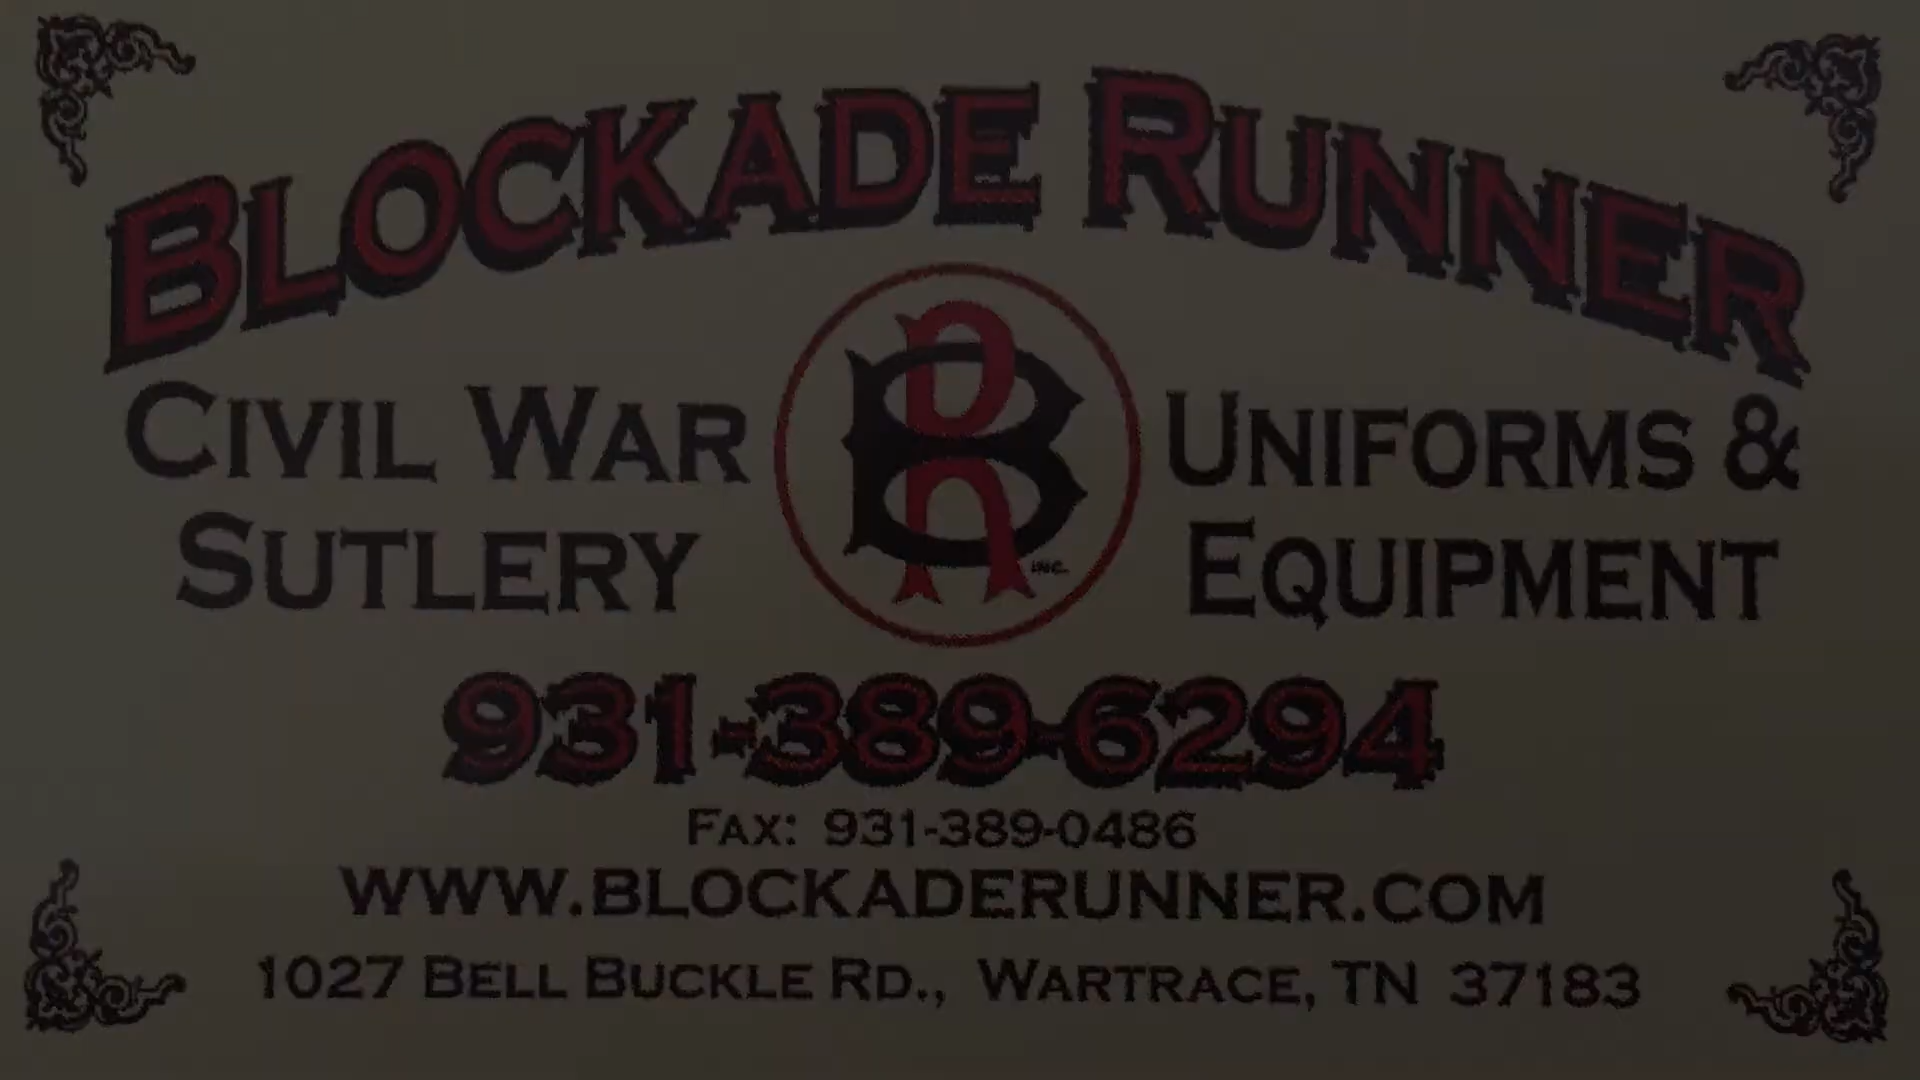 BLOCKADE RUNNER
CIVIL WAR
SUTLERY
BR INC.
UNIFORMS &
EQUIPMENT
931-389-6294
FAX: 931-389-0486
WWW.BLOCKADERUNNER.COM
1027 BELL BUCKLE RD., WARTRACE, TN 37183